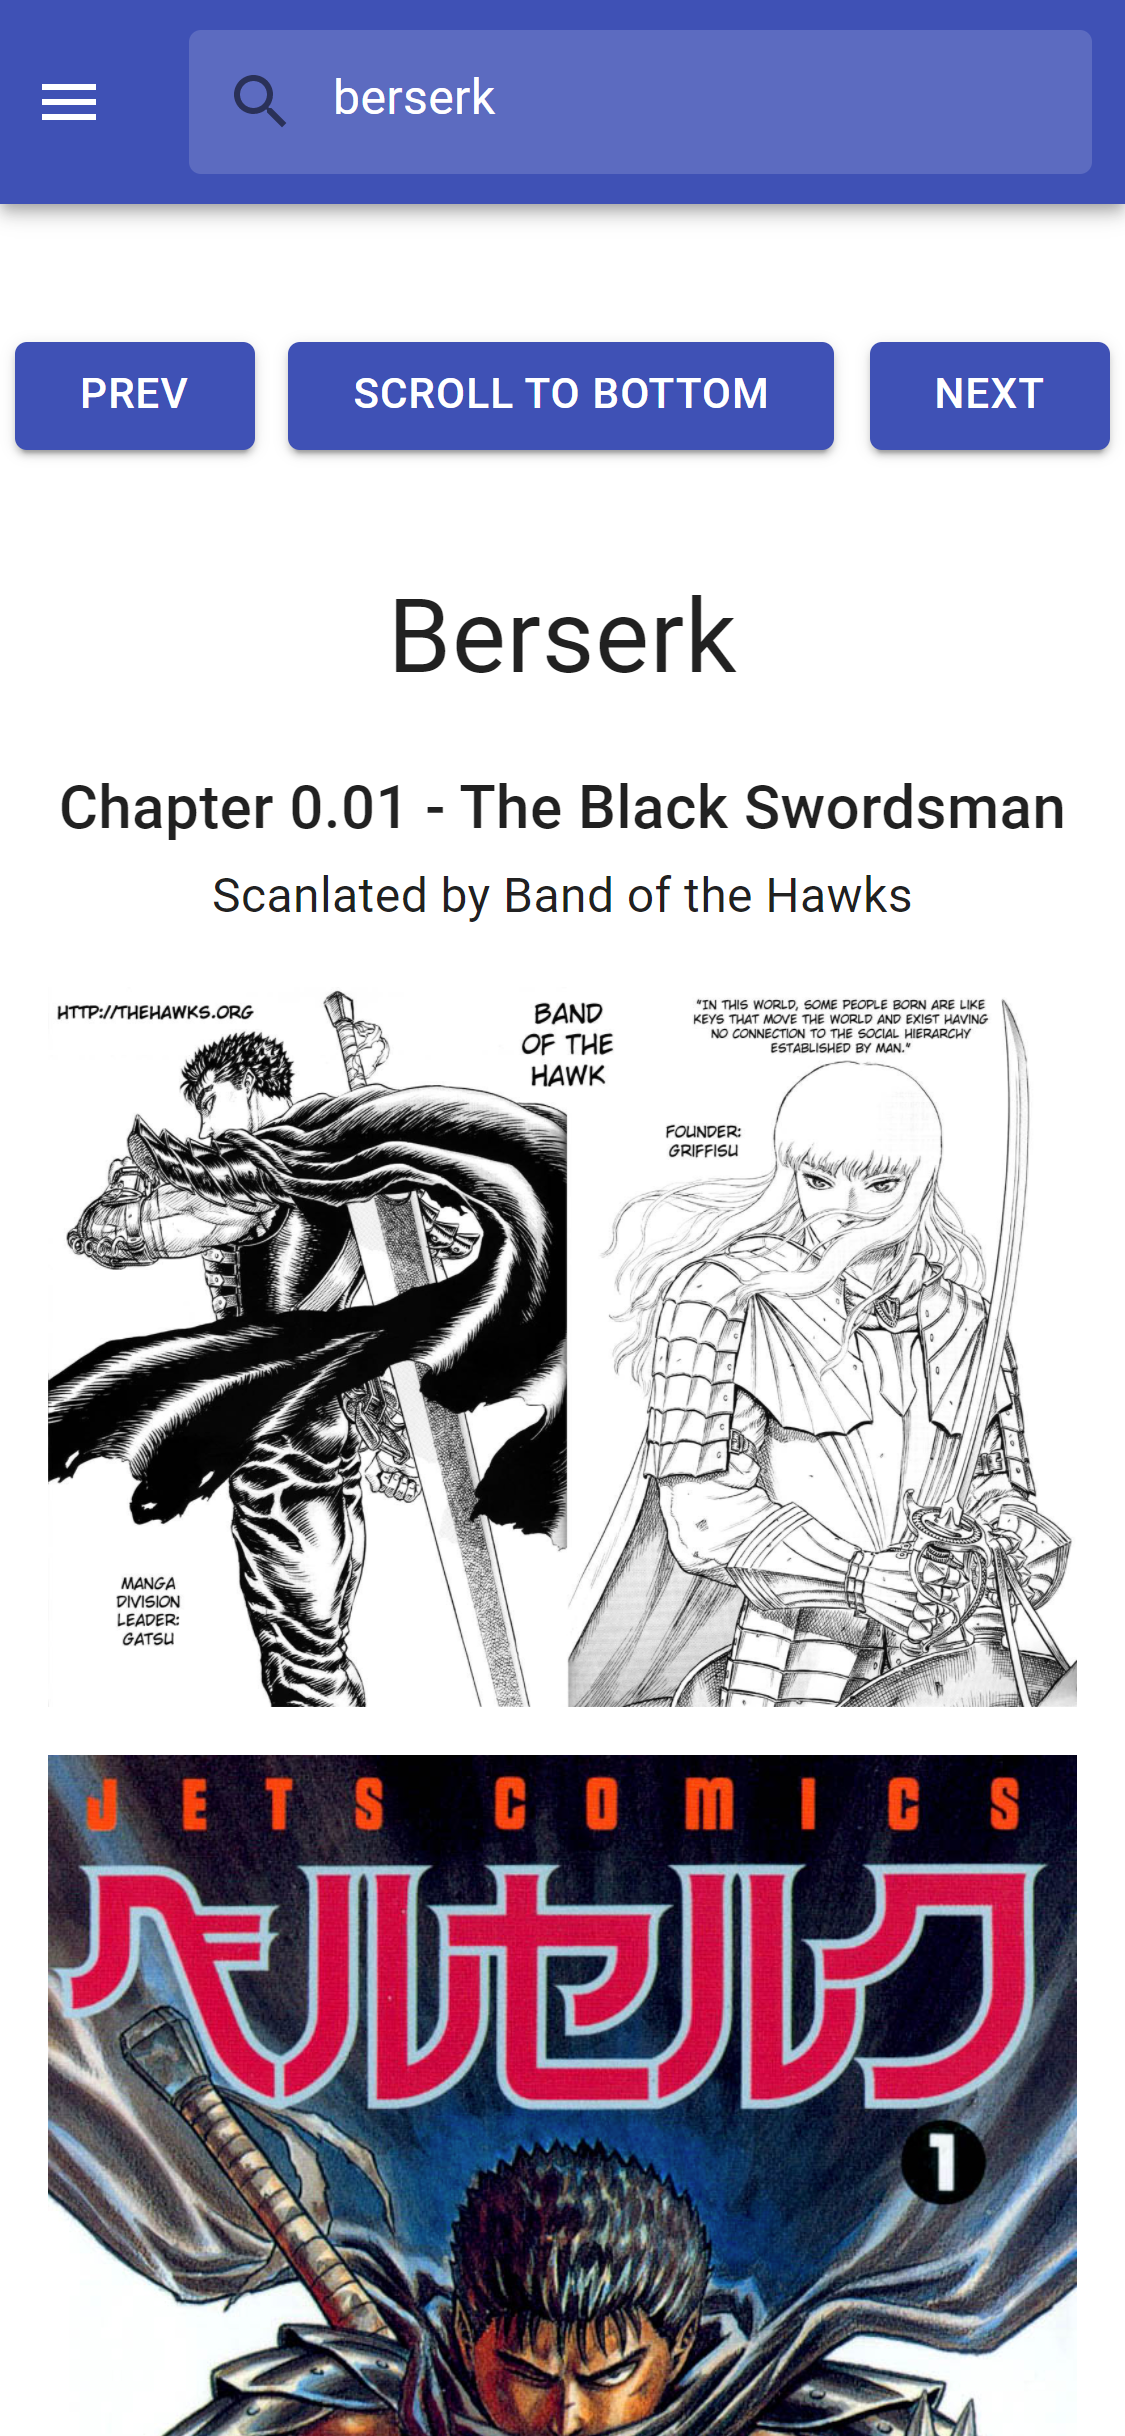 berserk
PREV
SCROLL TO BOTTOM
NEXT
Berserk
Chapter 0.01 - The Black Swordsman
Scanlated by Band of the Hawks
HTTP://THEHAWKS.ORG
BAND
OF THE
HAWK
"IN THIS WORLD, SOME PEOPLE BORN ARE LIKE
KEYS THAT MOVE THE WORLD AND EXIST HAVING
NO CONNECTION TO THE SOCIAL HIERARCHY
ESTABLISHED BY MAN."
FOUNDER:
GRIFFISU
MANGA
DIVISION
LEADER:
GATSU
JETS COMICS
ベルセルク
1